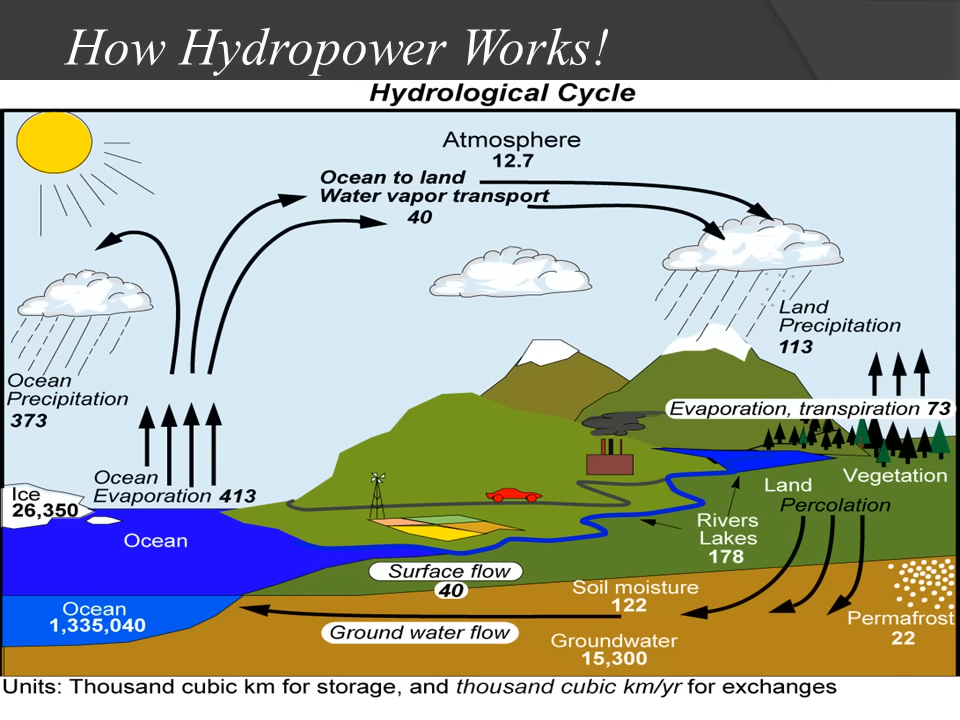 How Hydropower Works!
Hydrological Cycle
Atmosphere
12.7
Ocean to land
Water vapor transport
40
Land
Precipitation
113
Ocean
Precipitation
373
Evaporation, transpiration 73
Ocean
Evaporation 413
Ice
26,350
Vegetation
Land
Percolation
Ocean
Rivers
Lakes
178
Surface flow
40
Soil moisture
122
Ocean
1,335,040
Ground water flow
Groundwater
15,300
Permafrost
22
Units: Thousand cubic km for storage, and thousand cubic km/yr for exchanges